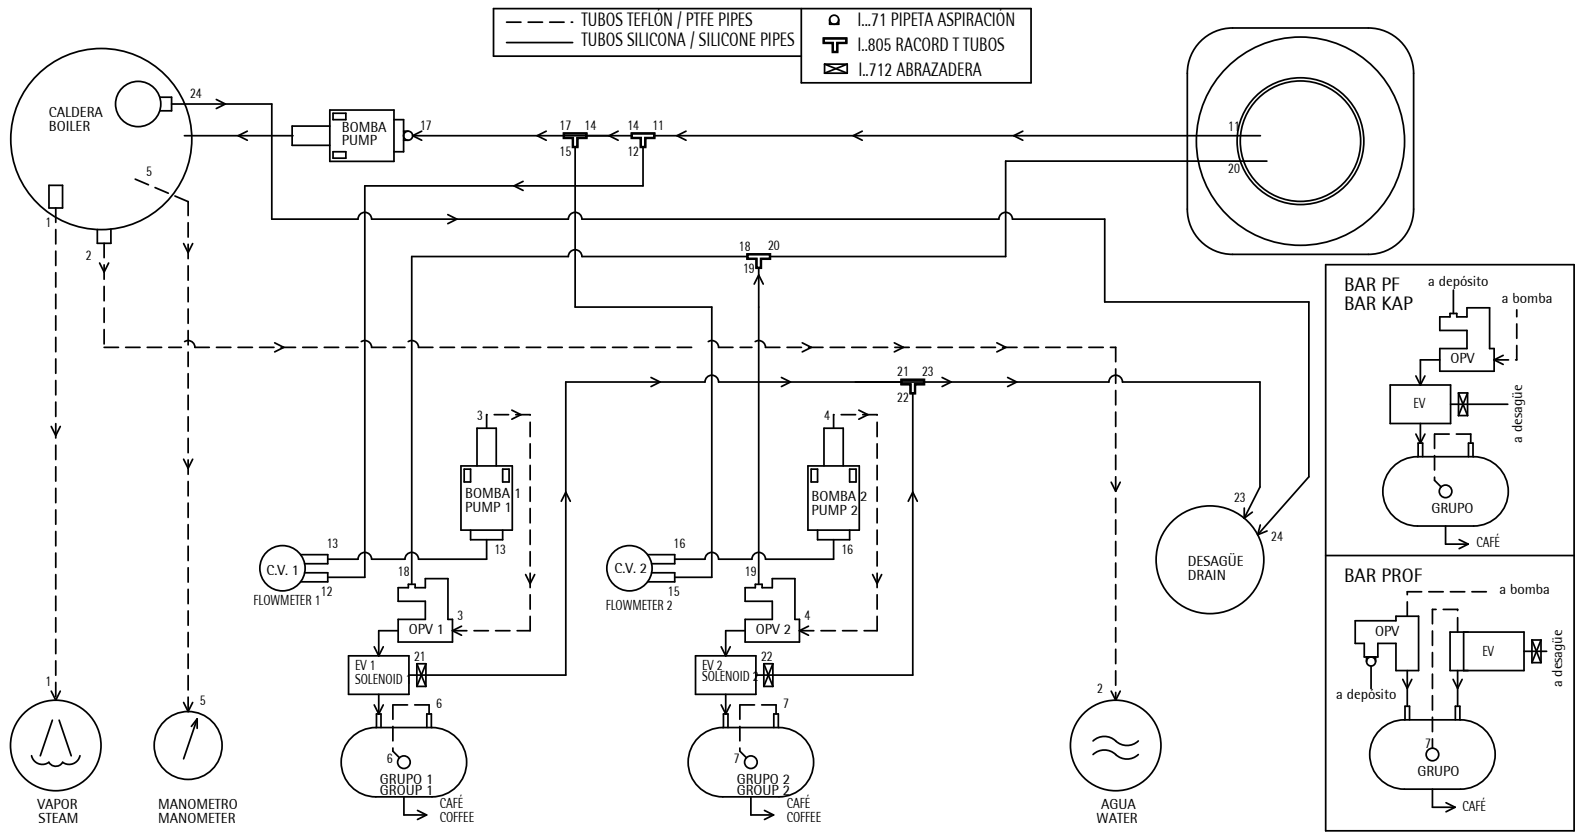 TUBOS TEFLÓN / PTFE PIPES
TUBOS SILICONA / SILICONE PIPES
I...71 PIPETA ASPIRACIÓN
I..805 RACORD T TUBOS
I..712 ABRAZADERA
CALDERA
BOILER
24
5
1
2
BOMBA
PUMP
17
17
14
15
14
11
12
11
20
18
20
19
21
23
22
3
BOMBA 1
PUMP 1
13
13
C.V. 1
12
FLOWMETER 1
18
3
OPV 1
EV 1
SOLENOID
21
6
6
GRUPO 1
GROUP 1
CAFÉ
COFFEE
4
BOMBA 2
PUMP 2
16
16
C.V. 2
15
FLOWMETER 2
19
4
OPV 2
EV 2
SOLENOID 2
22
7
7
GRUPO 2
GROUP 2
CAFÉ
COFFEE
23
24
DESAGÜE
DRAIN
1
VAPOR
STEAM
5
MANOMETRO
MANOMETER
2
AGUA
WATER
BAR PF
BAR KAP
a depósito
a bomba
OPV
EV
a desagüe
GRUPO
CAFÉ
BAR PROF
a bomba
OPV
EV
a desagüe
a depósito
7
GRUPO
CAFÉ